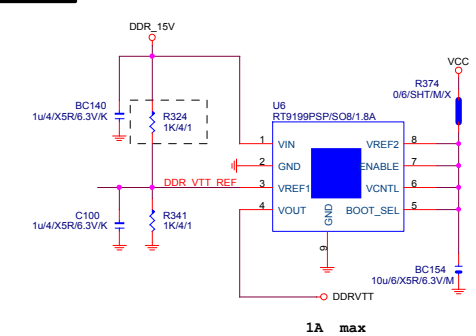 DDR_15V
VCC
R374
0/6/SHT/M/X
BC140
1u/4/X5R/6.3V/K
R324
1K/4/1
U6
RT9199PSP/SO8/1.8A
1 VIN VREF2 8
2 GND ENABLE 7
DDR_VTT_REF 3 VREF1 VCNTL 6
4 VOUT BOOT_SEL 5
GND
9
C100
1u/4/X5R/6.3V/K
R341
1K/4/1
BC154
10u/6/X5R/6.3V/M
DDRVTT
1A max